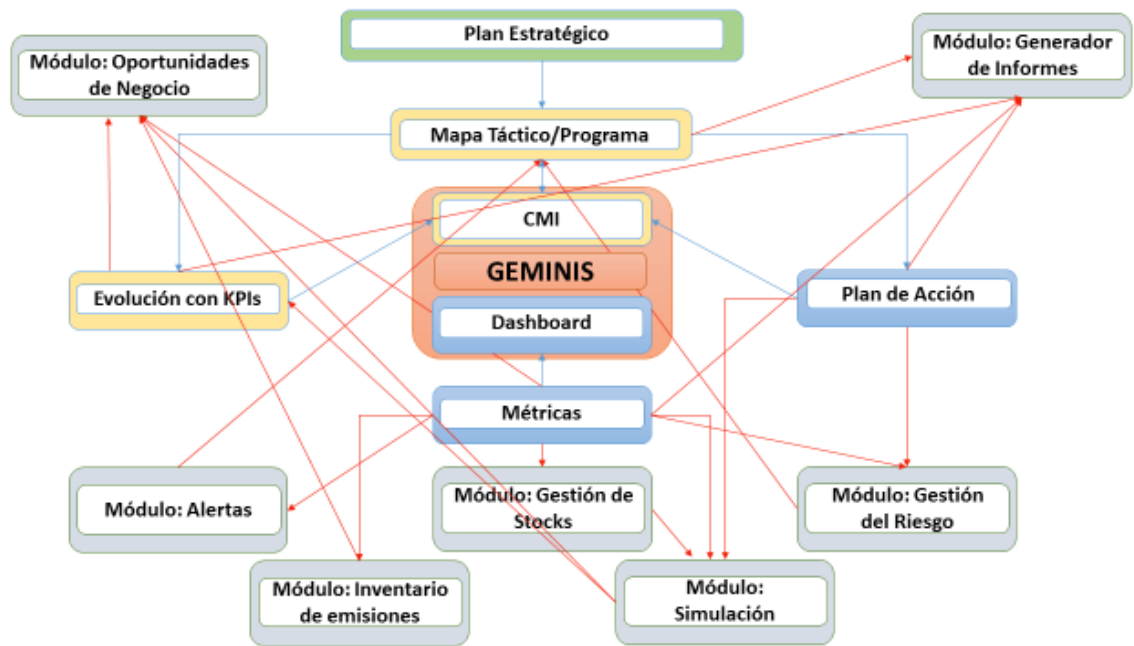 Plan Estratégico
Módulo: Oportunidades
de Negocio
Módulo: Generador
de Informes
Mapa Táctico/Programa
CMI
GEMINIS
Evolución con KPIs
Plan de Acción
Dashboard
Métricas
Módulo: Alertas
Módulo: Gestión de
Stocks
Módulo: Gestión
del Riesgo
Módulo: Inventario
de emisiones
Módulo:
Simulación